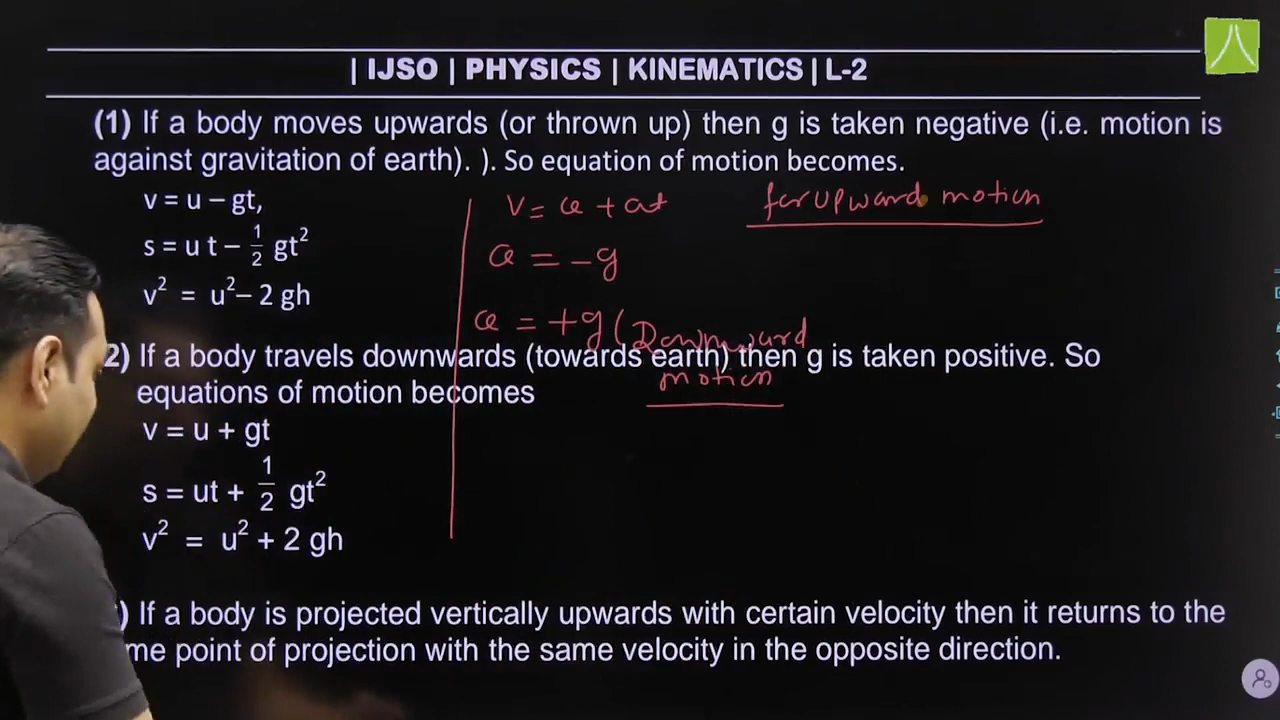 | IJSO | PHYSICS | KINEMATICS | L-2
(1) If a body moves upwards (or thrown up) then g is taken negative (i.e. motion is
against gravitation of earth). ). So equation of motion becomes.
v = u – gt,
s = u t – 1/2 gt²
v² = u² – 2 gh
v = u + at
for upward motion
a = -g
a = +g (Downward
motion
2) If a body travels downwards (towards earth) then g is taken positive. So
equations of motion becomes
v = u + gt
s = ut + 1/2 gt²
v² = u² + 2 gh
) If a body is projected vertically upwards with certain velocity then it returns to the
me point of projection with the same velocity in the opposite direction.